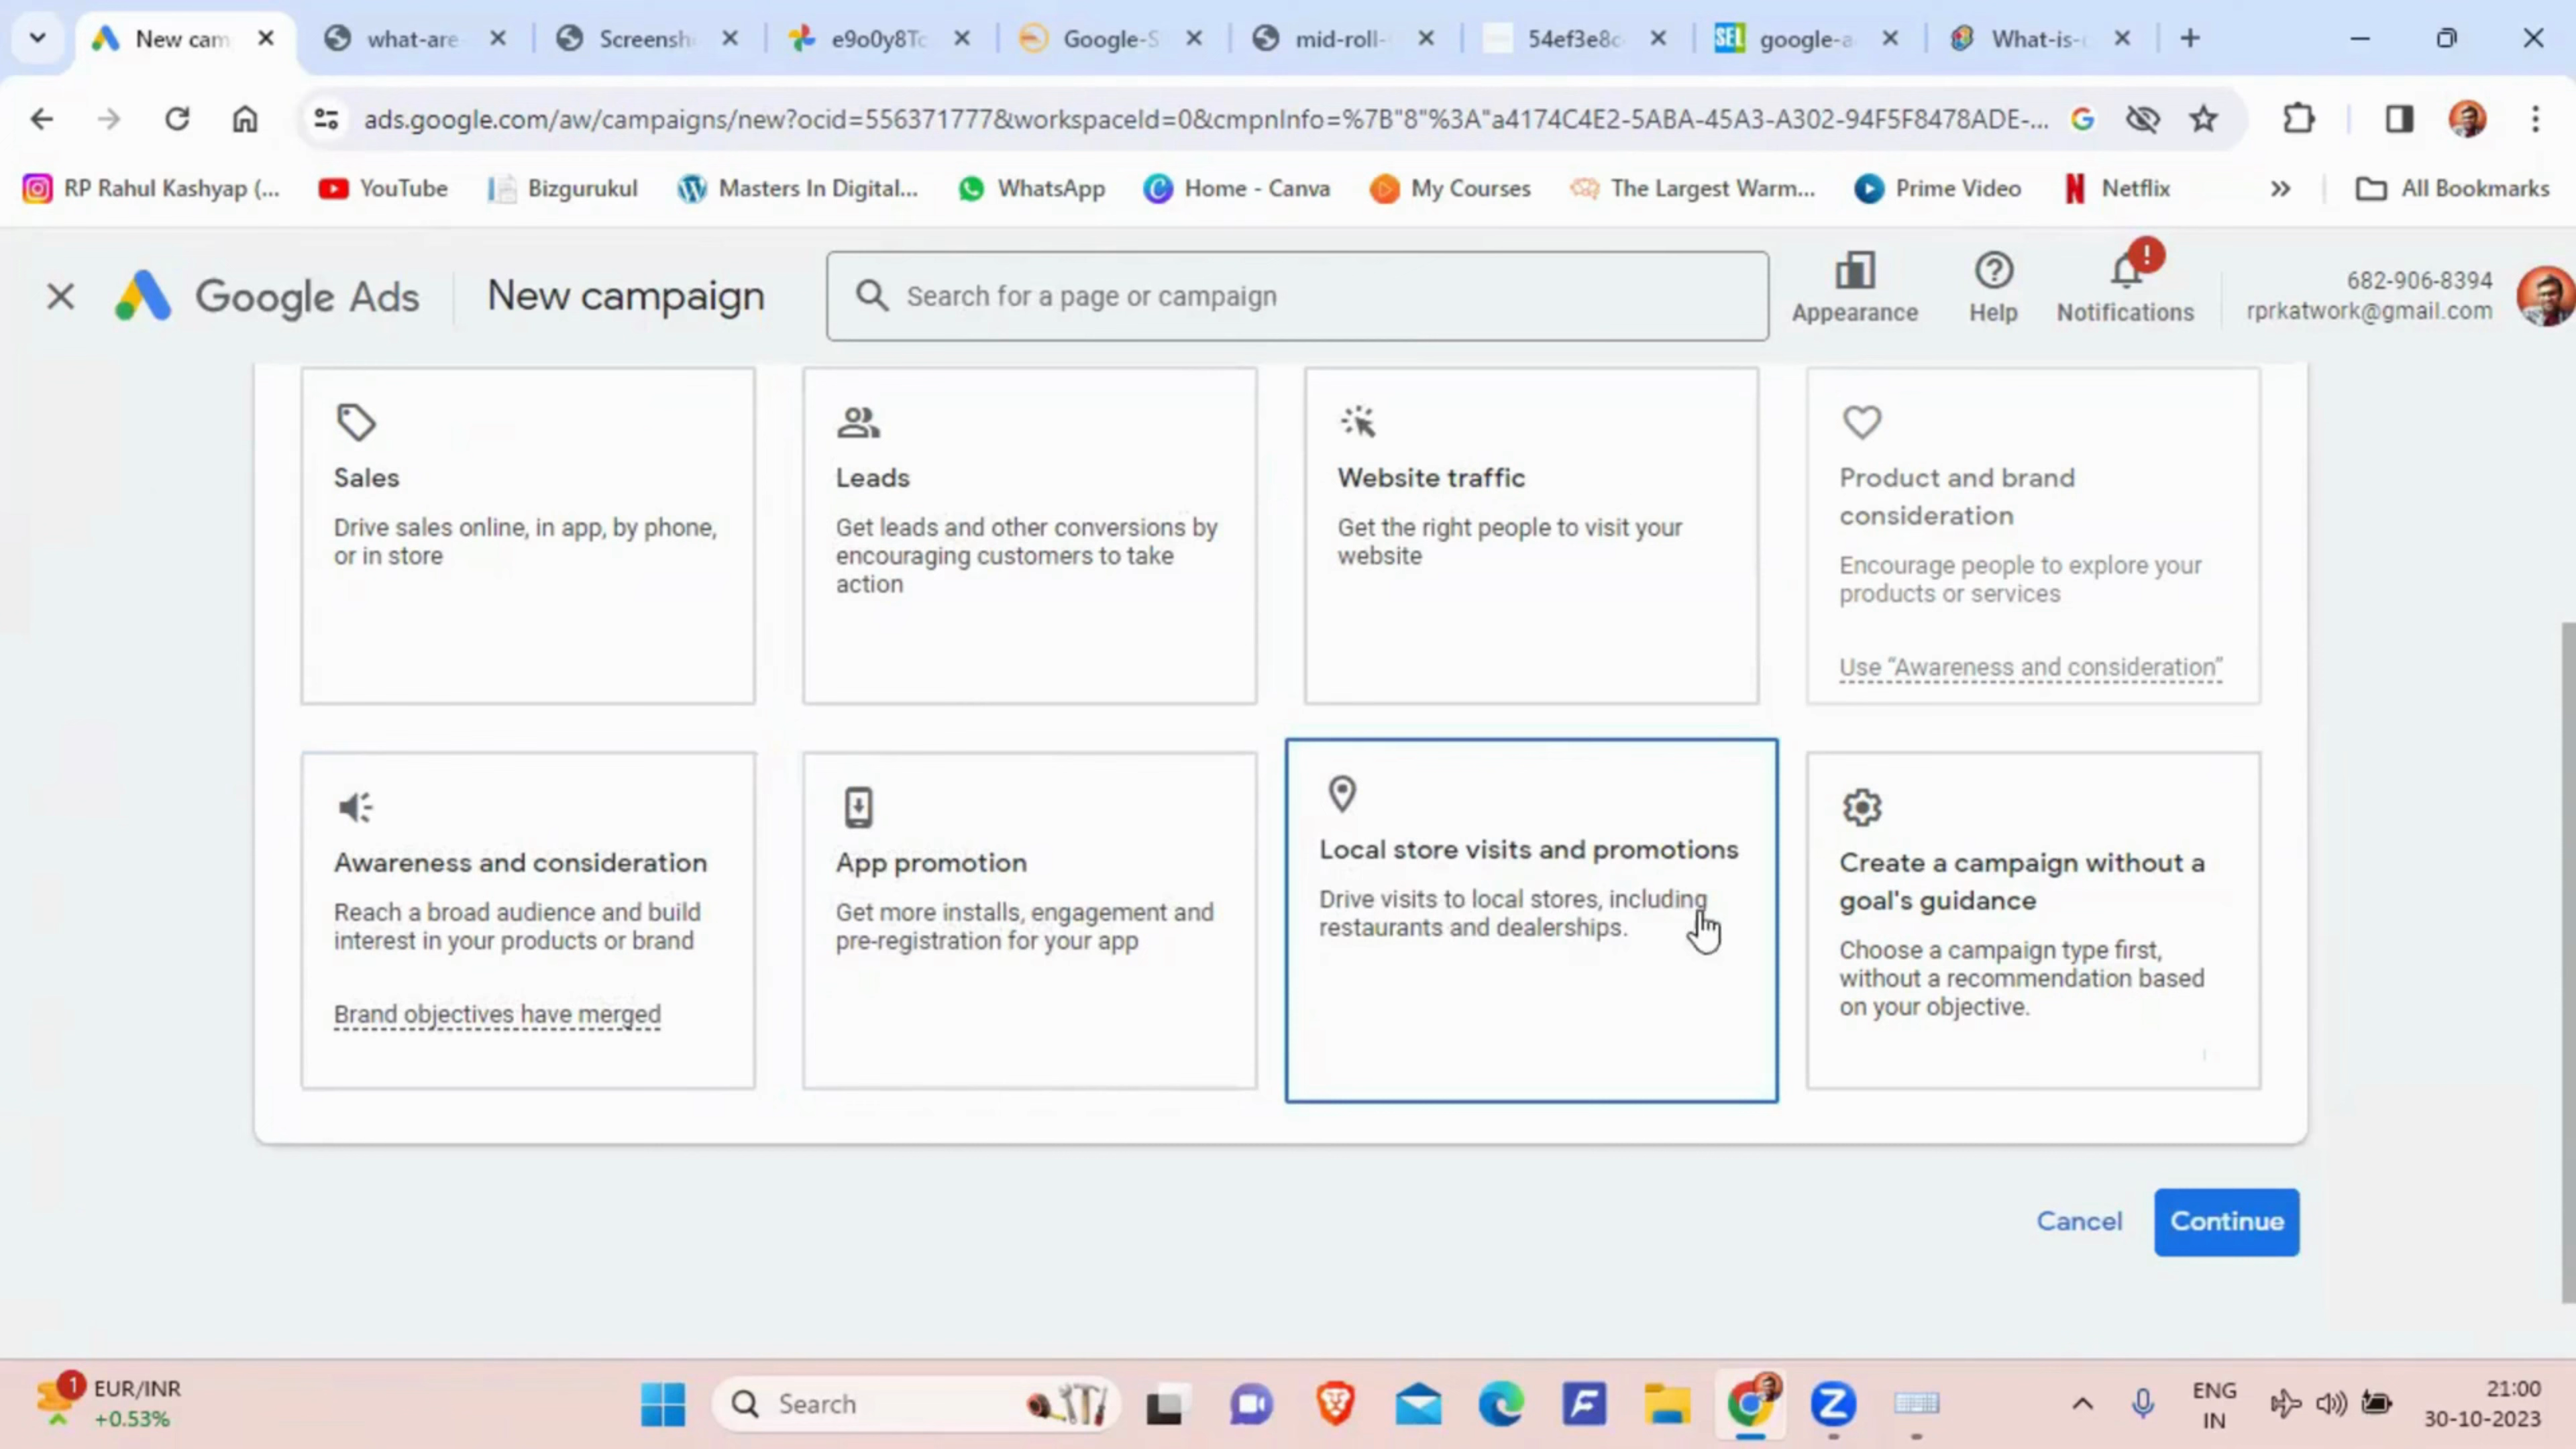 New cam
what-are
Screensh
e9o0y8Tc
Google-S
mid-roll-
54ef3e8c
SEL google-a
What-is-
ads.google.com/aw/campaigns/new?ocid=556371777&workspaceId=0&cmpnInfo=%7B"8"%3A"a4174C4E2-5ABA-45A3-A302-94F5F8478ADE-...
RP Rahul Kashyap (...
YouTube
Bizgurukul
Masters In Digital...
WhatsApp
Home - Canva
My Courses
The Largest Warm...
Prime Video
Netflix
All Bookmarks
Google Ads
New campaign
Search for a page or campaign
Appearance
Help
Notifications
682-906-8394
rprkatwork@gmail.com
Sales
Drive sales online, in app, by phone,
or in store
Leads
Get leads and other conversions by
encouraging customers to take
action
Website traffic
Get the right people to visit your
website
Product and brand
consideration
Encourage people to explore your
products or services
Use “Awareness and consideration”
Awareness and consideration
Reach a broad audience and build
interest in your products or brand
Brand objectives have merged
App promotion
Get more installs, engagement and
pre-registration for your app
Local store visits and promotions
Drive visits to local stores, including
restaurants and dealerships.
Create a campaign without a
goal's guidance
Choose a campaign type first,
without a recommendation based
on your objective.
Cancel
Continue
1
EUR/INR
+0.53%
Search
ENG
IN
21:00
30-10-2023